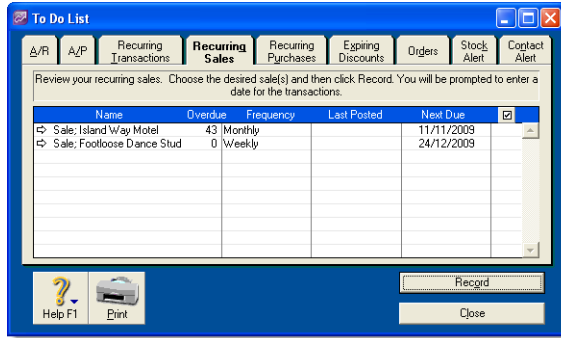 To Do List
A/R A/P Recurring Transactions Recurring Sales Recurring Purchases Expiring Discounts Orders Stock Alert Contact Alert
Review your recurring sales. Choose the desired sale(s) and then click Record. You will be prompted to enter a
date for the transactions.
Name Overdue Frequency Last Posted Next Due
Sale; Island Way Motel 43 Monthly 11/11/2009
Sale; Footloose Dance Stud 0 Weekly 24/12/2009
Record
Help F1 Print Close